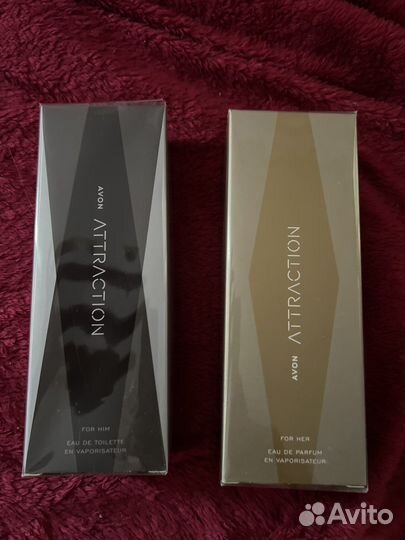 AVON
ATTRACTION
FOR HIM
EAU DE TOILETTE
EN VAPORISATEUR
AVON
ATTRACTION
FOR HER
EAU DE PARFUM
EN VAPORISATEUR
Avito